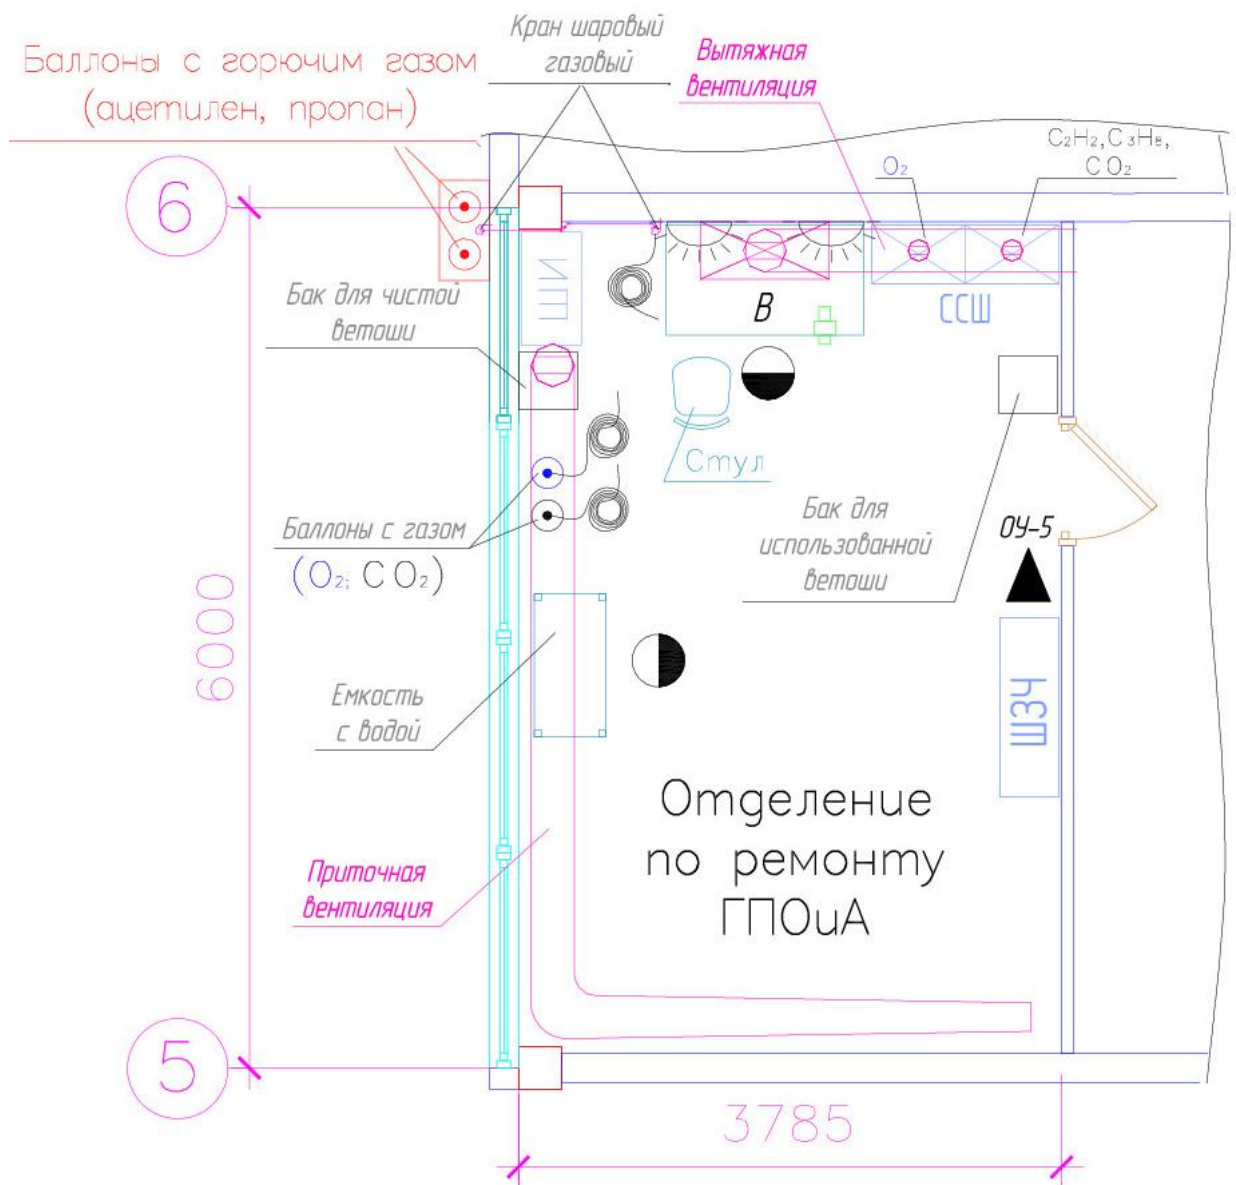 Кран шаровый
газовый
Баллоны с горючим газом
(ацетилен, пропан)
Вытяжная
вентиляция
O₂
C₂H₂, C₃H₈,
CO₂
6
ШИ
Бак для чистой
ветоши
В
ССШ
Стул
Баллоны с газом
(O₂; CO₂)
Бак для
использованной
ветоши
ОУ-5
6000
Емкость
с водой
ШЗЧ
Отделение
по ремонту
ГПОиА
Приточная
вентиляция
5
3785